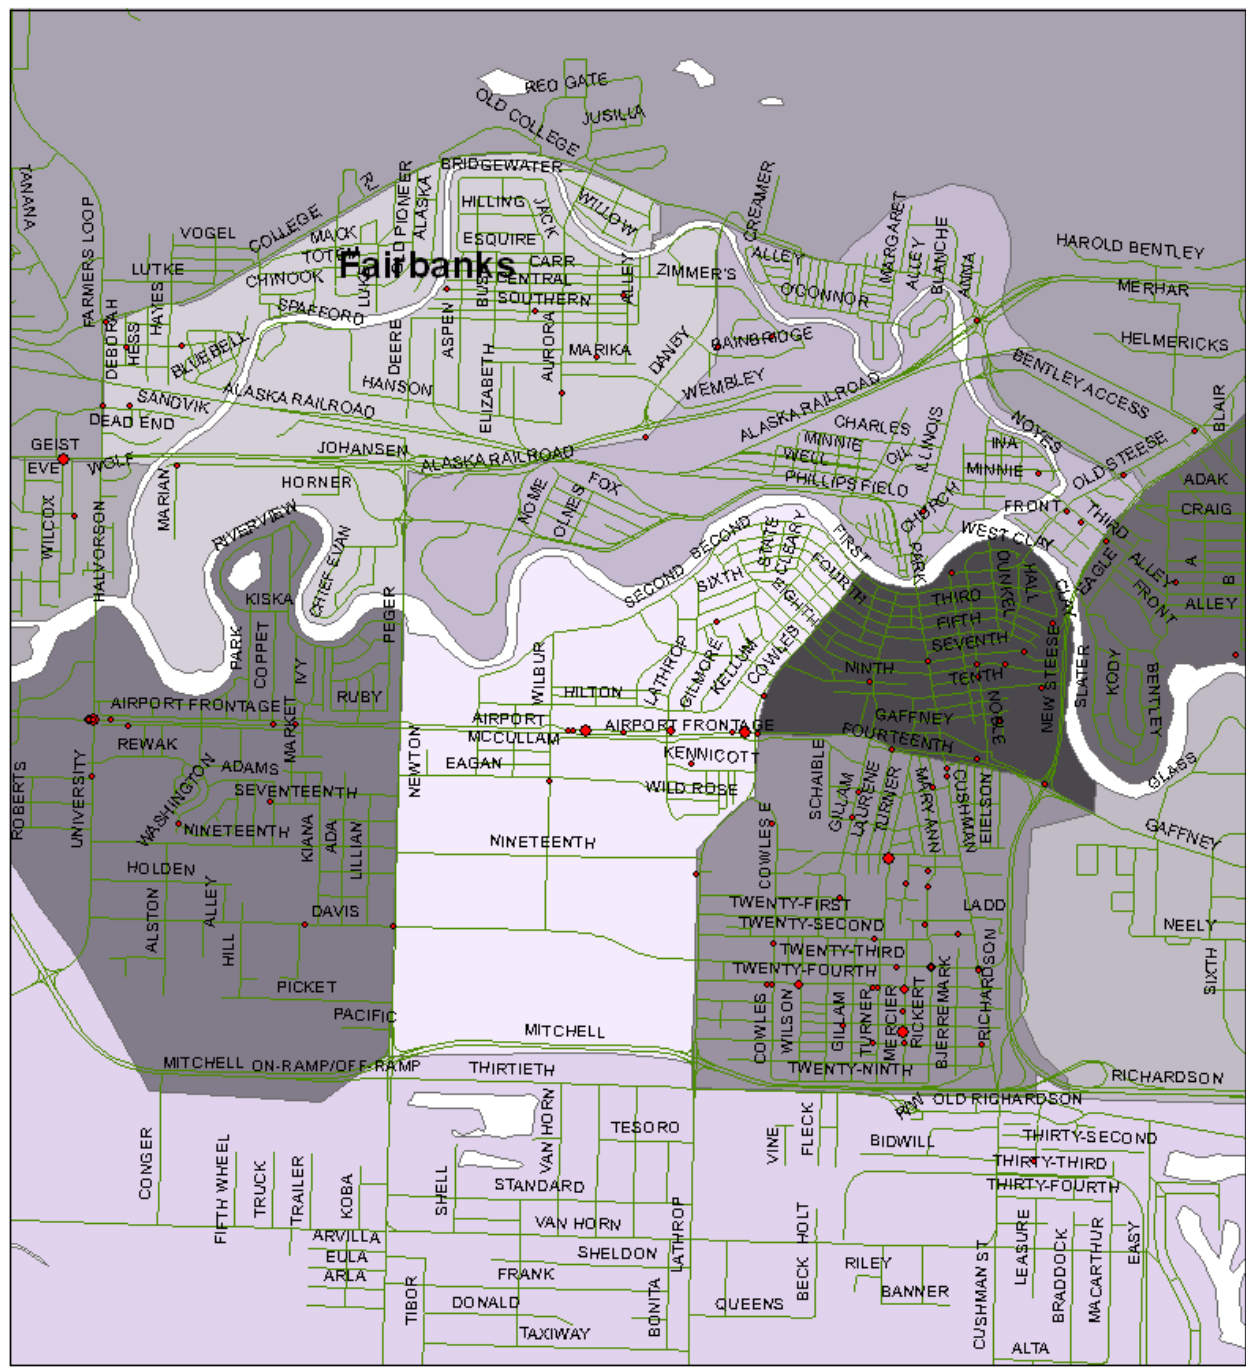 RED GATE
OLD COLLEGE
JUSILLA
BRIDGEWATER
CREAMER
TANANA
FARMERS LOOP
VOGEL
COLLEGE
MACK
OLD PIONEER
ALASKA
HILLING
JACK
WILLOW
ESQUIRE
MARGARET
ALLEY
BLANCHE
ANNA
HAROLD BENTLEY
LUTKE
CHINOOK
Fairbanks
CARR
CENTRAL
ALLEY
ZIMMER'S
ALLEY
O'CONNOR
MERHAR
DEBORAH
HESS
HAYES
SPAFFORD
SOUTHERN
BLUEBELL
DEERE
ASPEN
ELIZABETH
AURORA
MARIKA
DANBY
BAINBRIDGE
HELMERICKS
SANDVIK
ALASKA RAILROAD
HANSON
WEMBLEY
ALASKA RAILROAD
BENTLEY ACCESS
BLAIR
DEAD END
GEIST
EVE
WOLF
JOHANSEN
ALASKA RAILROAD
CHARLES
MINNIE
WELL
OIL
ILLINOIS
INA
MINNIE
NOYES
OLD STEESE
HORNER
FOX
PHILLIPS FIELD
ADAK
CRAIG
WILCOX
HALVORSON
MARIAN
RIVERVIEW
CHIEF EVAN
NOME
OLNES
SECOND
STATE
CLEARY
FIRST
CHURCH
FRONT
THIRD
WEST CLAY
PARK
ALLEY
A
B
EAGLE
FRONT
ALLEY
KISKA
PARK
COPPET
IVY
PEGER
SECOND
SIXTH
FOURTH
EIGHTH
THIRD
DUNKEL
HALL
CLAY
FIFTH
SEVENTH
NINTH
TENTH
NEW STEESE
SLATER
KODY
BENTLEY
RUBY
WILBUR
HILTON
LATHROP
GILMORE
KELLUM
COWLES
AIRPORT FRONTAGE
MARKET
REWAK
AIRPORT
MCCULLAM
AIRPORT FRONTAGE
GAFFNEY
FOURTEENTH
NOBLE
GLASS
ROBERTS
UNIVERSITY
WASHINGTON
ADAMS
SEVENTEENTH
NEWTON
EAGAN
KENNICOTT
WILD ROSE
SCHAIBLE
GILLAM
LAURENE
TURNER
MARY ANN
CUSHMAN
EIELSON
GAFFNEY
NINETEENTH
KIANA
ADA
LILLIAN
NINETEENTH
COWLES E
HOLDEN
ALSTON
ALLEY
HILL
DAVIS
TWENTY-FIRST
LADD
TWENTY-SECOND
NEELY
TWENTY-THIRD
TWENTY-FOURTH
SIXTH
PICKET
PACIFIC
MITCHELL
COWLES
WILSON
GILLAM
TURNER
MERCIER
RICKERT
BJERREMARK
RICHARDSON
MITCHELL ON-RAMP/OFF-RAMP
THIRTIETH
TWENTY-NINTH
RICHARDSON
OLD RICHARDSON
CONGER
FIFTH WHEEL
TRUCK
TRAILER
KOBA
SHELL
VAN HORN
TESORO
VINE
FLECK
BIDWILL
THIRTY-SECOND
THIRTY-THIRD
THIRTY-FOURTH
STANDARD
VAN HORN
LATHROP
ARVILLA
EULA
ARLA
SHELDON
FRANK
BECK
HOLT
RILEY
BANNER
CUSHMAN ST
LEASURE
BRADDOCK
MACARTHUR
EASY
TIBOR
DONALD
TAXIWAY
BONITA
QUEENS
ALTA